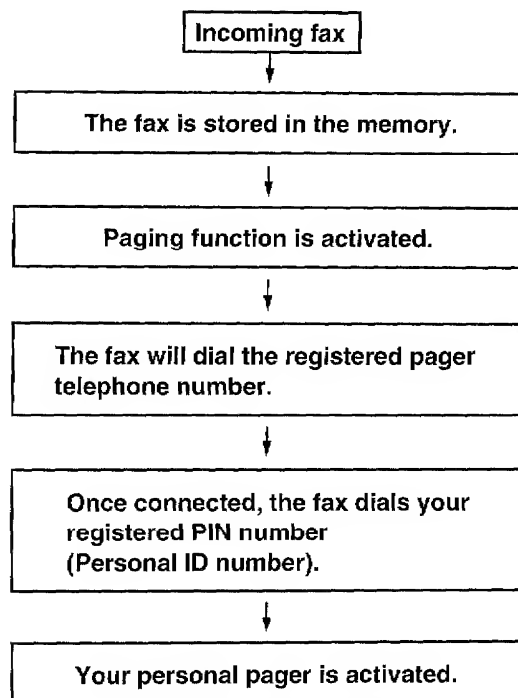 Incoming fax
The fax is stored in the memory.
Paging function is activated.
The fax will dial the registered pager
telephone number.
Once connected, the fax dials your
registered PIN number
(Personal ID number).
Your personal pager is activated.